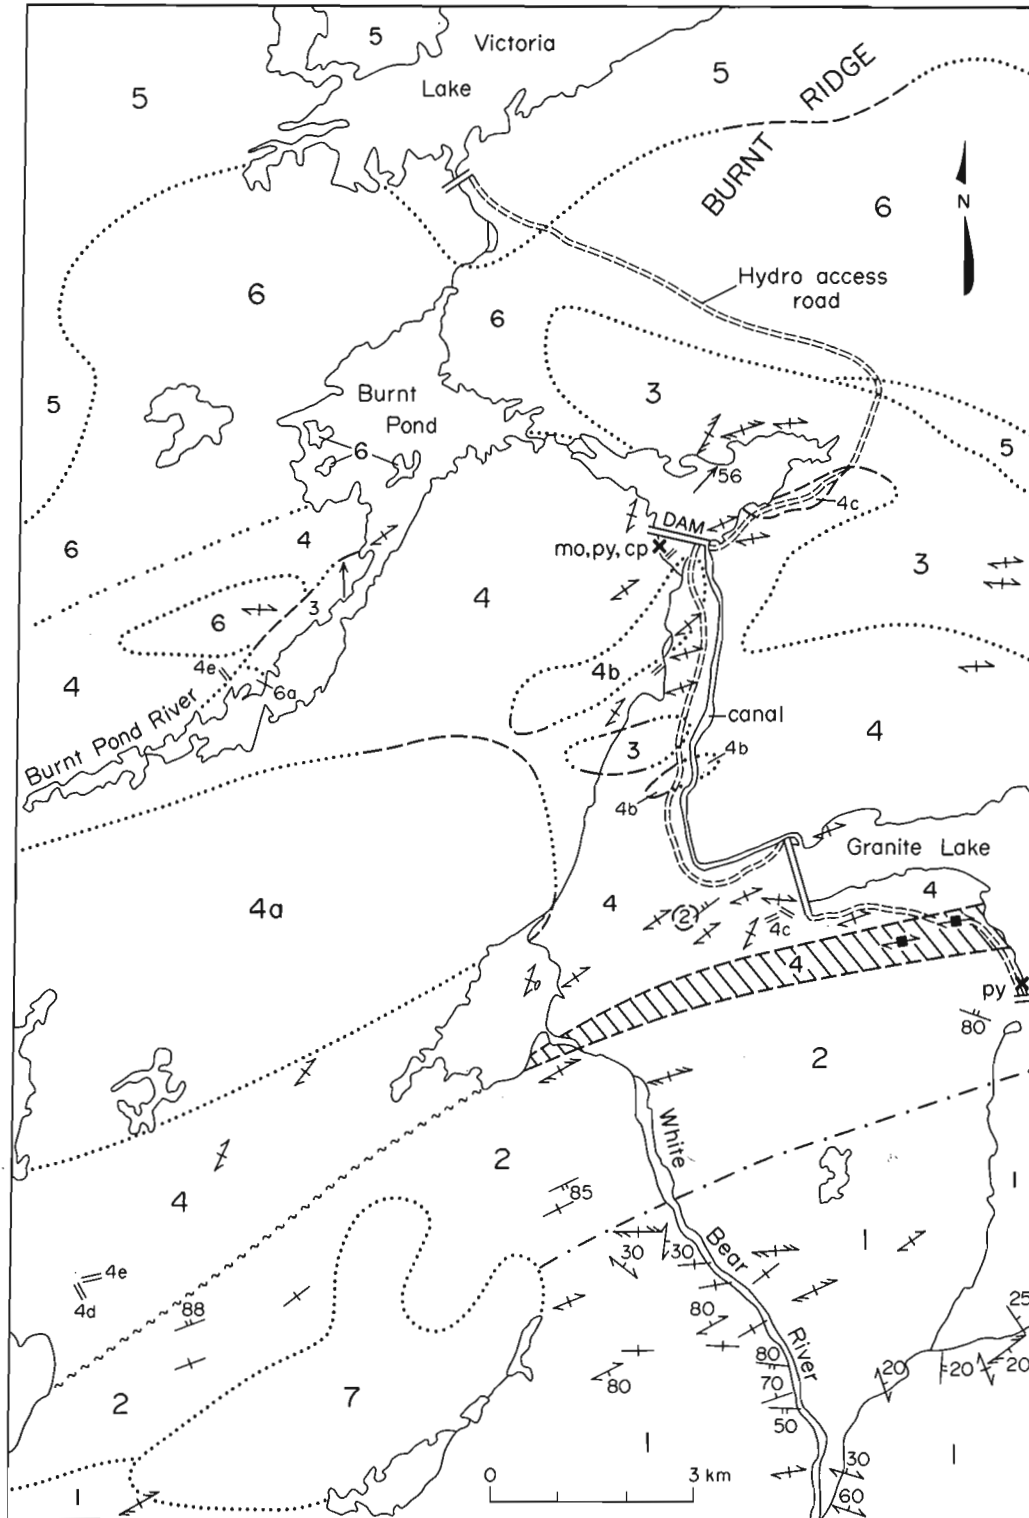 5
Victoria
Lake
5
5
BURNT RIDGE
N
6
6
Hydro access
road
6
3
5
Burnt
Pond
6
5
56
4c
DAM
mo,py,cp
6
4
3
4
3
6
4e
6a
4b
4
Burnt Pond River
canal
4
3
4b
4b
Granite Lake
4
4a
4
2
4c
4
py
80
2
White Bear River
2
85
4
1
1
30
30
4e
4d
88
80
25
80
20
20
20
70
80
50
7
2
1
1
30
60
1
0
3 km